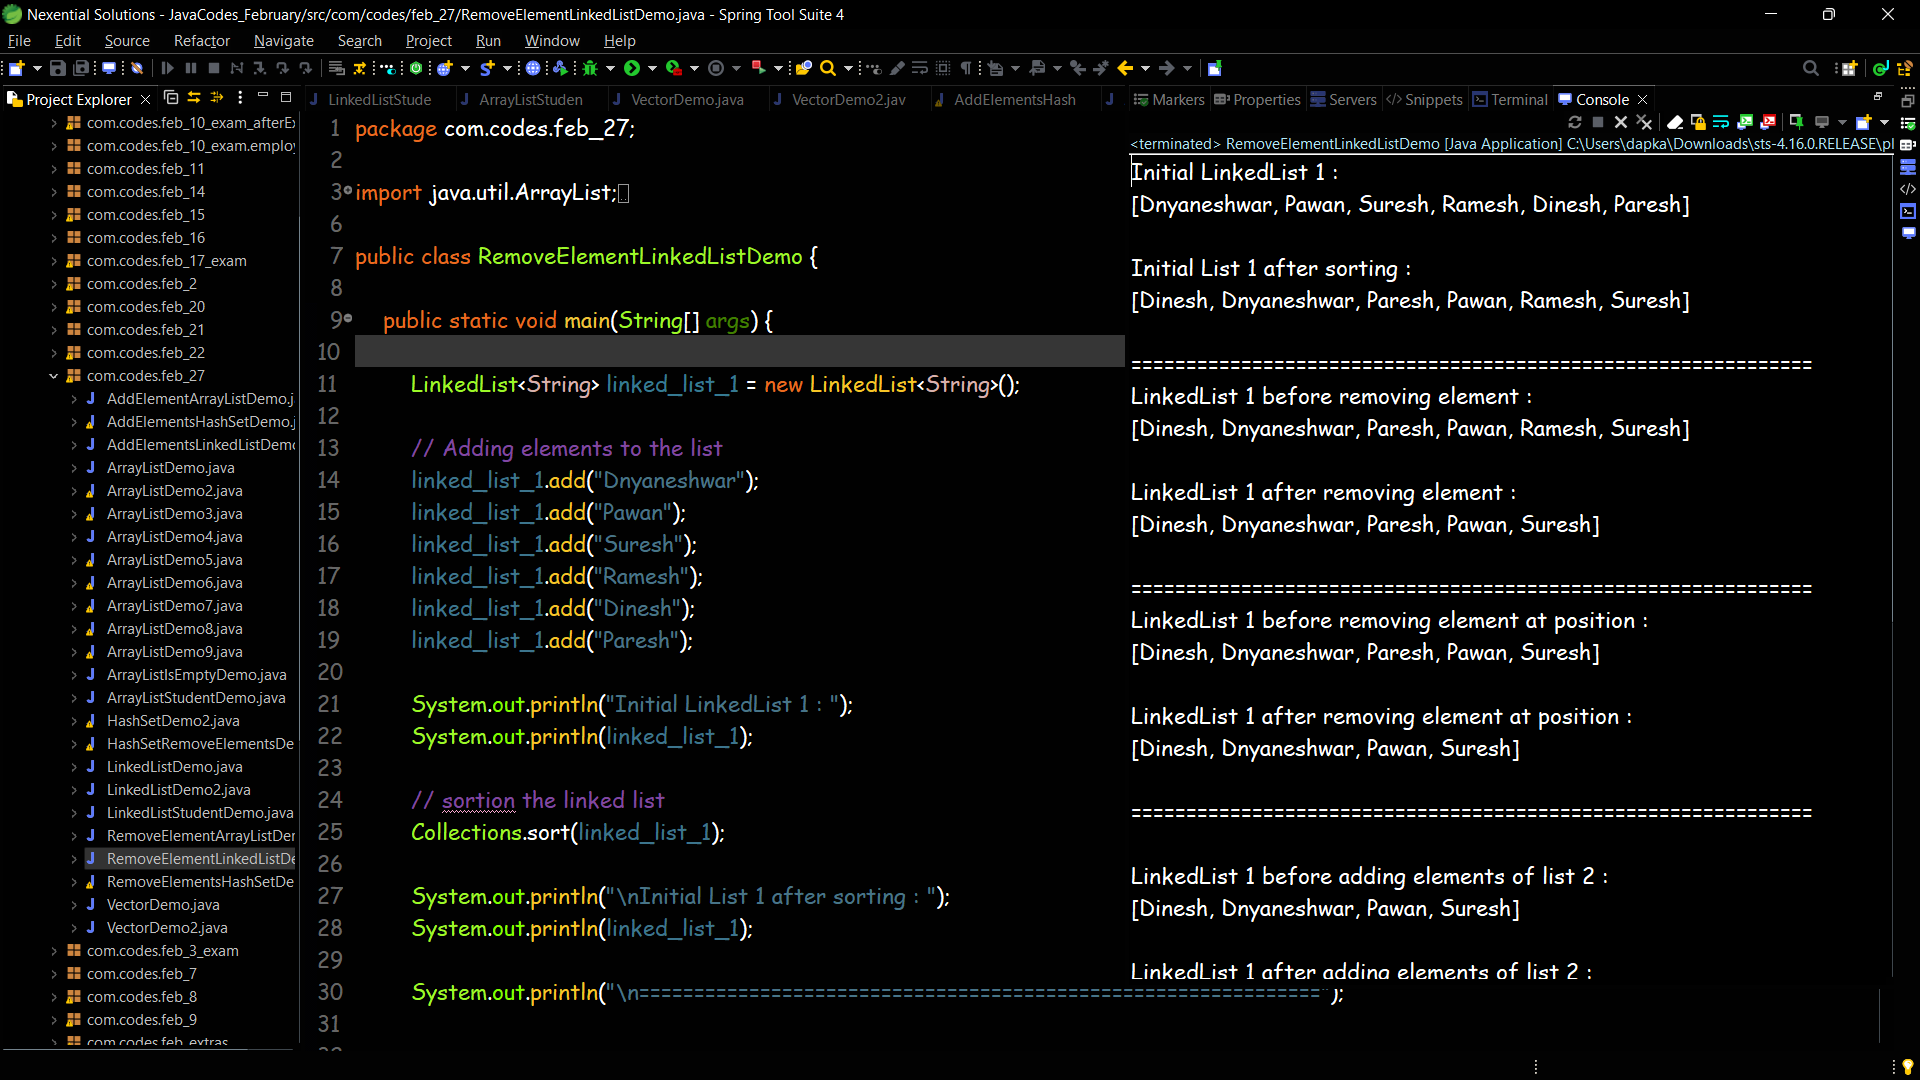 Nexential Solutions - JavaCodes_February/src/com/codes/feb_27/RemoveElementLinkedListDemo.java - Spring Tool Suite 4
File Edit Source Refactor Navigate Search Project Run Window Help
Project Explorer
com.codes.feb_10_exam_afterEx
com.codes.feb_10_exam.employ
com.codes.feb_11
com.codes.feb_14
com.codes.feb_15
com.codes.feb_16
com.codes.feb_17_exam
com.codes.feb_2
com.codes.feb_20
com.codes.feb_21
com.codes.feb_22
com.codes.feb_27
AddElementArrayListDemo.j
AddElementsHashSetDemo.j
AddElementsLinkedListDemo
ArrayListDemo.java
ArrayListDemo2.java
ArrayListDemo3.java
ArrayListDemo4.java
ArrayListDemo5.java
ArrayListDemo6.java
ArrayListDemo7.java
ArrayListDemo8.java
ArrayListDemo9.java
ArrayListIsEmptyDemo.java
ArrayListStudentDemo.java
HashSetDemo2.java
HashSetRemoveElementsDe
LinkedListDemo.java
LinkedListDemo2.java
LinkedListStudentDemo.java
RemoveElementArrayListDer
RemoveElementLinkedListDe
RemoveElementsHashSetDe
VectorDemo.java
VectorDemo2.java
com.codes.feb_3_exam
com.codes.feb_7
com.codes.feb_8
com.codes.feb_9
com.codes.feb_extras
LinkedListStude ArrayListStuden VectorDemo.java VectorDemo2.jav AddElementsHash
1 package com.codes.feb_27;
2
3 import java.util.ArrayList;
6
7 public class RemoveElementLinkedListDemo {
8
9 public static void main(String[] args) {
10
11 LinkedList<String> linked_list_1 = new LinkedList<String>();
12
13 // Adding elements to the list
14 linked_list_1.add("Dnyaneshwar");
15 linked_list_1.add("Pawan");
16 linked_list_1.add("Suresh");
17 linked_list_1.add("Ramesh");
18 linked_list_1.add("Dinesh");
19 linked_list_1.add("Paresh");
20
21 System.out.println("Initial LinkedList 1 : ");
22 System.out.println(linked_list_1);
23
24 // sortion the linked list
25 Collections.sort(linked_list_1);
26
27 System.out.println("\nInitial List 1 after sorting : ");
28 System.out.println(linked_list_1);
29
30 System.out.println("\n==============================================================");
31
Markers Properties Servers Snippets Terminal Console
<terminated> RemoveElementLinkedListDemo [Java Application] C:\Users\dapka\Downloads\sts-4.16.0.RELEASE\pl
Initial LinkedList 1 :
[Dnyaneshwar, Pawan, Suresh, Ramesh, Dinesh, Paresh]
Initial List 1 after sorting :
[Dinesh, Dnyaneshwar, Paresh, Pawan, Ramesh, Suresh]
==============================================================
LinkedList 1 before removing element :
[Dinesh, Dnyaneshwar, Paresh, Pawan, Ramesh, Suresh]
LinkedList 1 after removing element :
[Dinesh, Dnyaneshwar, Paresh, Pawan, Suresh]
==============================================================
LinkedList 1 before removing element at position :
[Dinesh, Dnyaneshwar, Paresh, Pawan, Suresh]
LinkedList 1 after removing element at position :
[Dinesh, Dnyaneshwar, Pawan, Suresh]
==============================================================
LinkedList 1 before adding elements of list 2 :
[Dinesh, Dnyaneshwar, Pawan, Suresh]
LinkedList 1 after adding elements of list 2 :